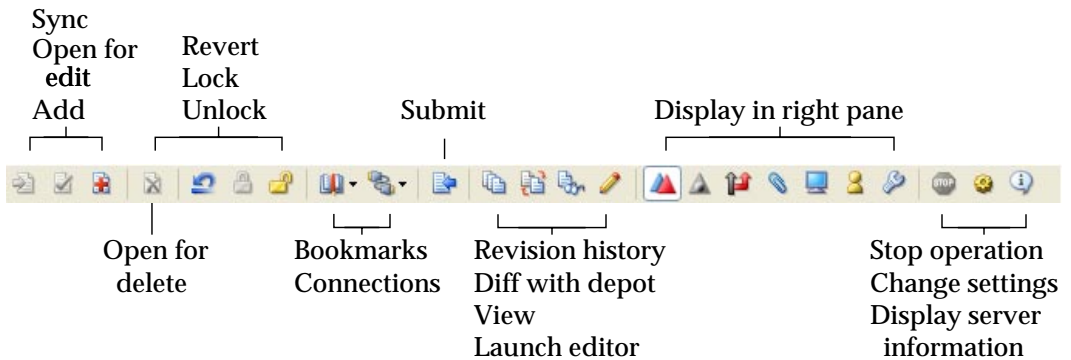 Sync
Open for
edit
Add
Revert
Lock
Unlock
Submit
Display in right pane
STOP
Open for
delete
Bookmarks
Connections
Revision history
Diff with depot
View
Launch editor
Stop operation
Change settings
Display server
information